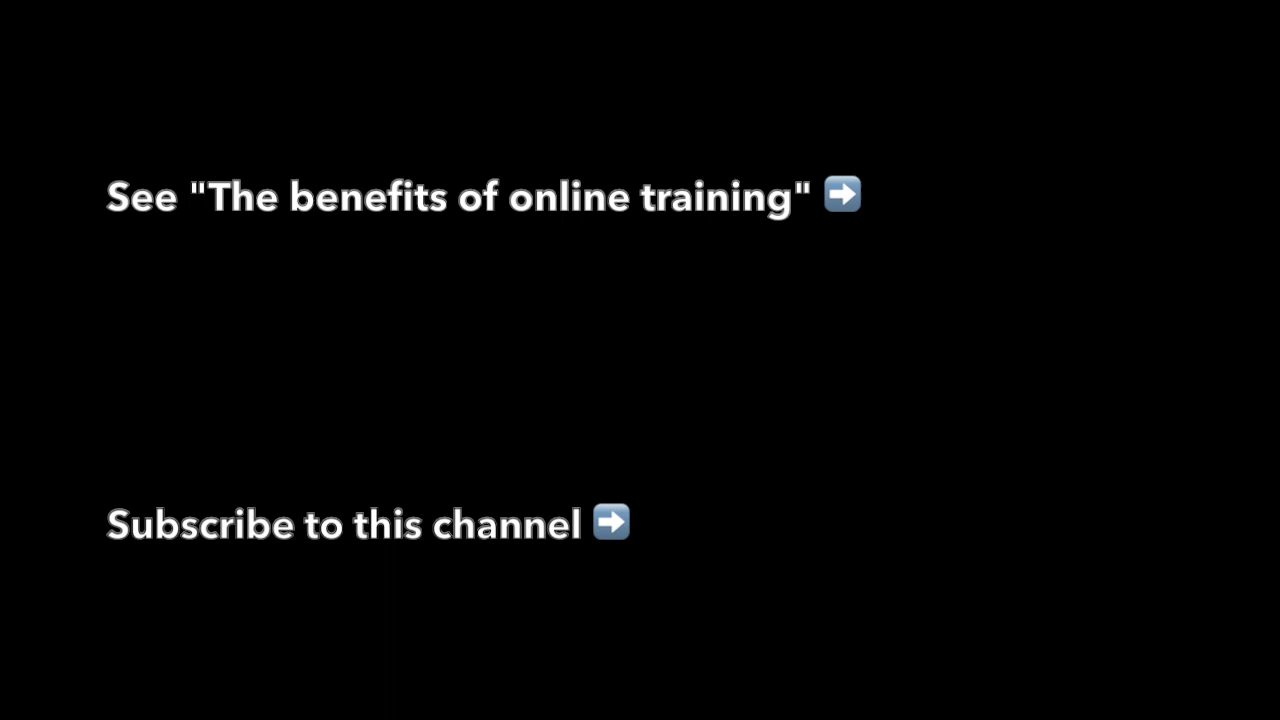 See "The benefits of online training" ➡️
Subscribe to this channel ➡️